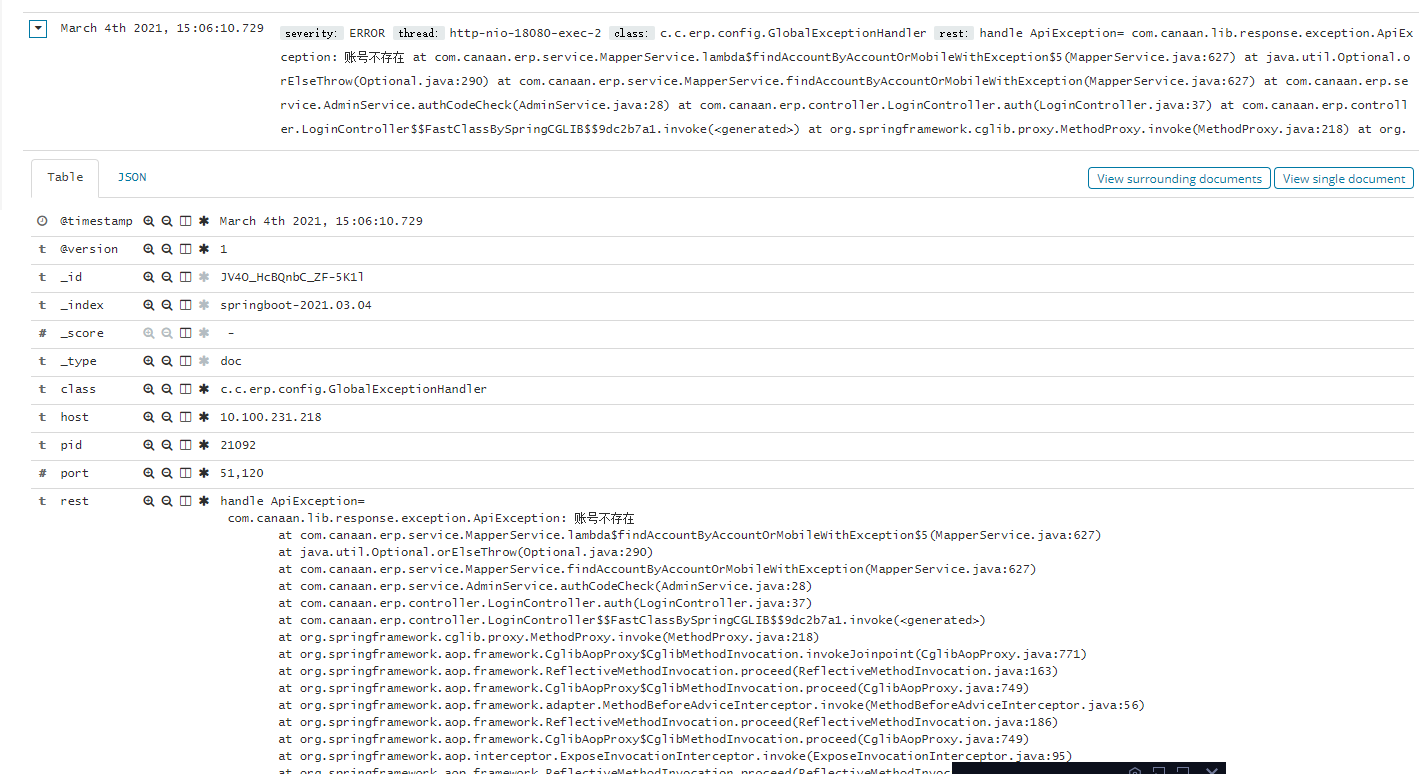 March 4th 2021, 15:06:10.729
severity: ERROR thread: http-nio-18080-exec-2 class: c.c.erp.config.GlobalExceptionHandler rest: handle ApiException= com.canaan.lib.response.exception.ApiEx
ception: 账号不存在 at com.canaan.erp.service.MapperService.lambda$findAccountByAccountOrMobileWithException$5(MapperService.java:627) at java.util.Optional.o
rElseThrow(Optional.java:290) at com.canaan.erp.service.MapperService.findAccountByAccountOrMobileWithException(MapperService.java:627) at com.canaan.erp.se
rvice.AdminService.authCodeCheck(AdminService.java:28) at com.canaan.erp.controller.LoginController.auth(LoginController.java:37) at com.canaan.erp.controll
er.LoginController$$FastClassBySpringCGLIB$$9dc2b7a1.invoke(<generated>) at org.springframework.cglib.proxy.MethodProxy.invoke(MethodProxy.java:218) at org.
Table JSON View surrounding documents View single document
@timestamp March 4th 2021, 15:06:10.729
t @version 1
t _id JV4O_HcBQnbC_ZF-5K1l
t _index springboot-2021.03.04
# _score -
t _type doc
t class c.c.erp.config.GlobalExceptionHandler
t host 10.100.231.218
t pid 21092
# port 51,120
t rest handle ApiException=
com.canaan.lib.response.exception.ApiException: 账号不存在
at com.canaan.erp.service.MapperService.lambda$findAccountByAccountOrMobileWithException$5(MapperService.java:627)
at java.util.Optional.orElseThrow(Optional.java:290)
at com.canaan.erp.service.MapperService.findAccountByAccountOrMobileWithException(MapperService.java:627)
at com.canaan.erp.service.AdminService.authCodeCheck(AdminService.java:28)
at com.canaan.erp.controller.LoginController.auth(LoginController.java:37)
at com.canaan.erp.controller.LoginController$$FastClassBySpringCGLIB$$9dc2b7a1.invoke(<generated>)
at org.springframework.cglib.proxy.MethodProxy.invoke(MethodProxy.java:218)
at org.springframework.aop.framework.CglibAopProxy$CglibMethodInvocation.invokeJoinpoint(CglibAopProxy.java:771)
at org.springframework.aop.framework.ReflectiveMethodInvocation.proceed(ReflectiveMethodInvocation.java:163)
at org.springframework.aop.framework.CglibAopProxy$CglibMethodInvocation.proceed(CglibAopProxy.java:749)
at org.springframework.aop.framework.adapter.MethodBeforeAdviceInterceptor.invoke(MethodBeforeAdviceInterceptor.java:56)
at org.springframework.aop.framework.ReflectiveMethodInvocation.proceed(ReflectiveMethodInvocation.java:186)
at org.springframework.aop.framework.CglibAopProxy$CglibMethodInvocation.proceed(CglibAopProxy.java:749)
at org.springframework.aop.interceptor.ExposeInvocationInterceptor.invoke(ExposeInvocationInterceptor.java:95)
at org.springframework.aop.framework.ReflectiveMethodInvocation.proceed(ReflectiveMethodInvoc